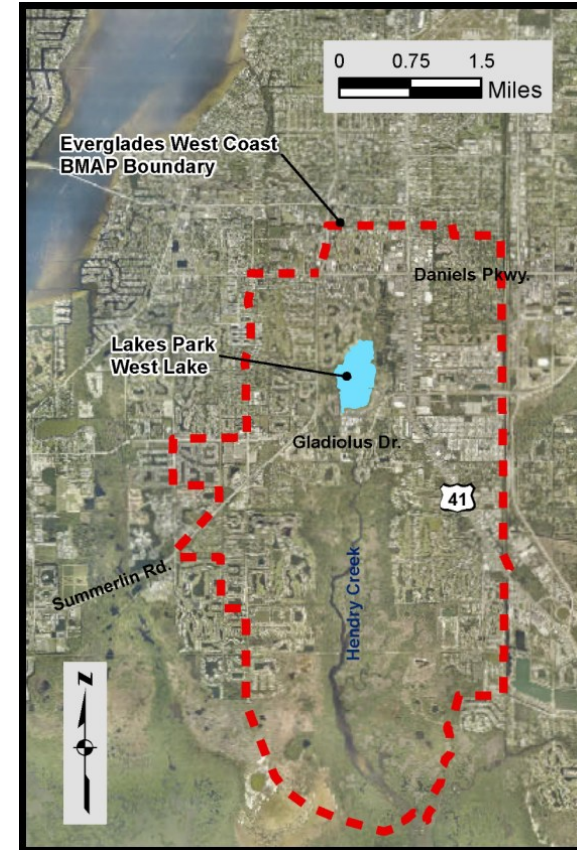 0 0.75 1.5
Miles
Everglades West Coast
BMAP Boundary
Daniels Pkwy.
Lakes Park
West Lake
Gladiolus Dr.
41
Summerlin Rd.
Hendry Creek
N